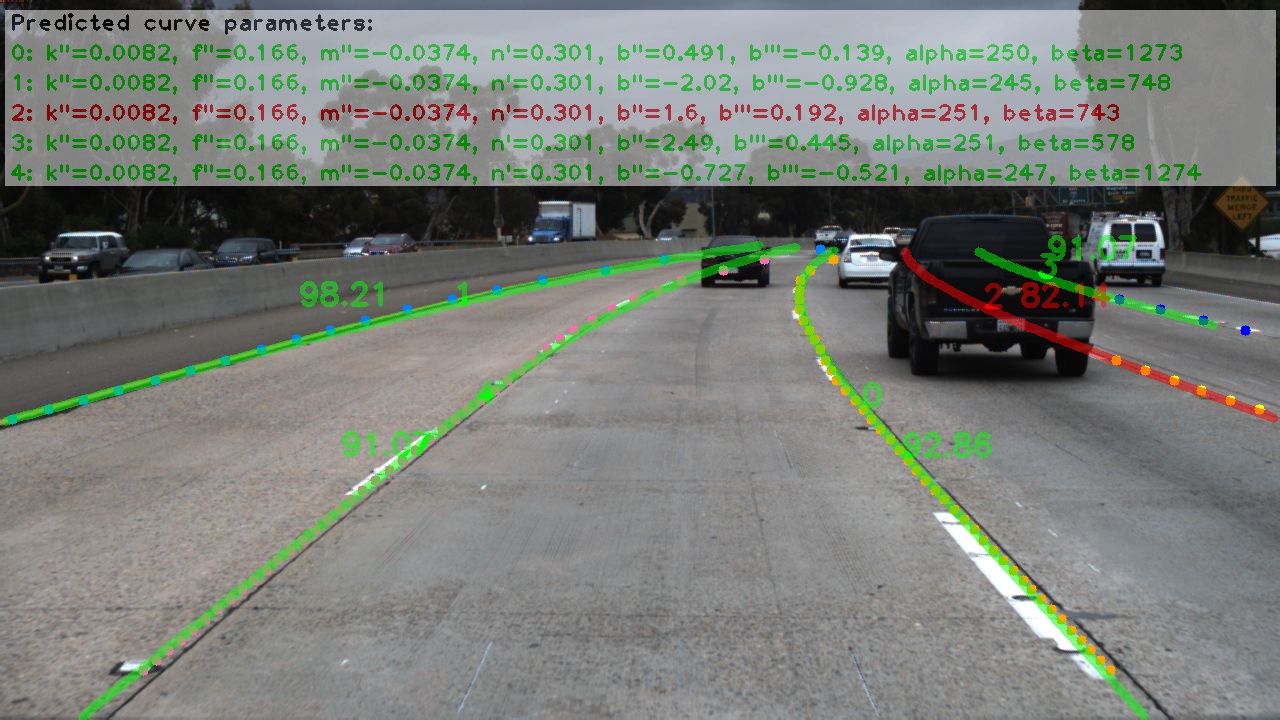 Predicted curve parameters:
0: k''=0.0082, f''=0.166, m''=-0.0374, n'=0.301, b''=0.491, b'''=-0.139, alpha=250, beta=1273
1: k''=0.0082, f''=0.166, m''=-0.0374, n'=0.301, b''=-2.02, b'''=-0.928, alpha=245, beta=748
2: k''=0.0082, f''=0.166, m''=-0.0374, n'=0.301, b''=1.6, b'''=0.192, alpha=251, beta=743
3: k''=0.0082, f''=0.166, m''=-0.0374, n'=0.301, b''=2.49, b'''=0.445, alpha=251, beta=578
4: k''=0.0082, f''=0.166, m''=-0.0374, n'=0.301, b''=-0.727, b'''=-0.521, alpha=247, beta=1274
TRAFFIC
MERGE
LEFT
91.07
3
98.21
1
2 82.14
0
91.07
92.86